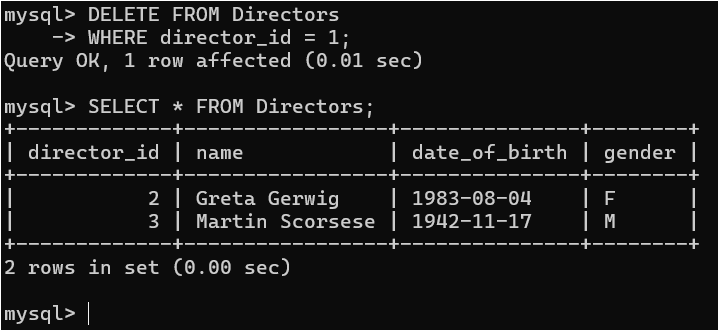 mysql> DELETE FROM Directors
    -> WHERE director_id = 1;
Query OK, 1 row affected (0.01 sec)
mysql> SELECT * FROM Directors;
+-------------+-----------------+---------------+--------+
| director_id | name            | date_of_birth | gender |
+-------------+-----------------+---------------+--------+
|           2 | Greta Gerwig    | 1983-08-04    | F      |
|           3 | Martin Scorsese | 1942-11-17    | M      |
+-------------+-----------------+---------------+--------+
2 rows in set (0.00 sec)
mysql>